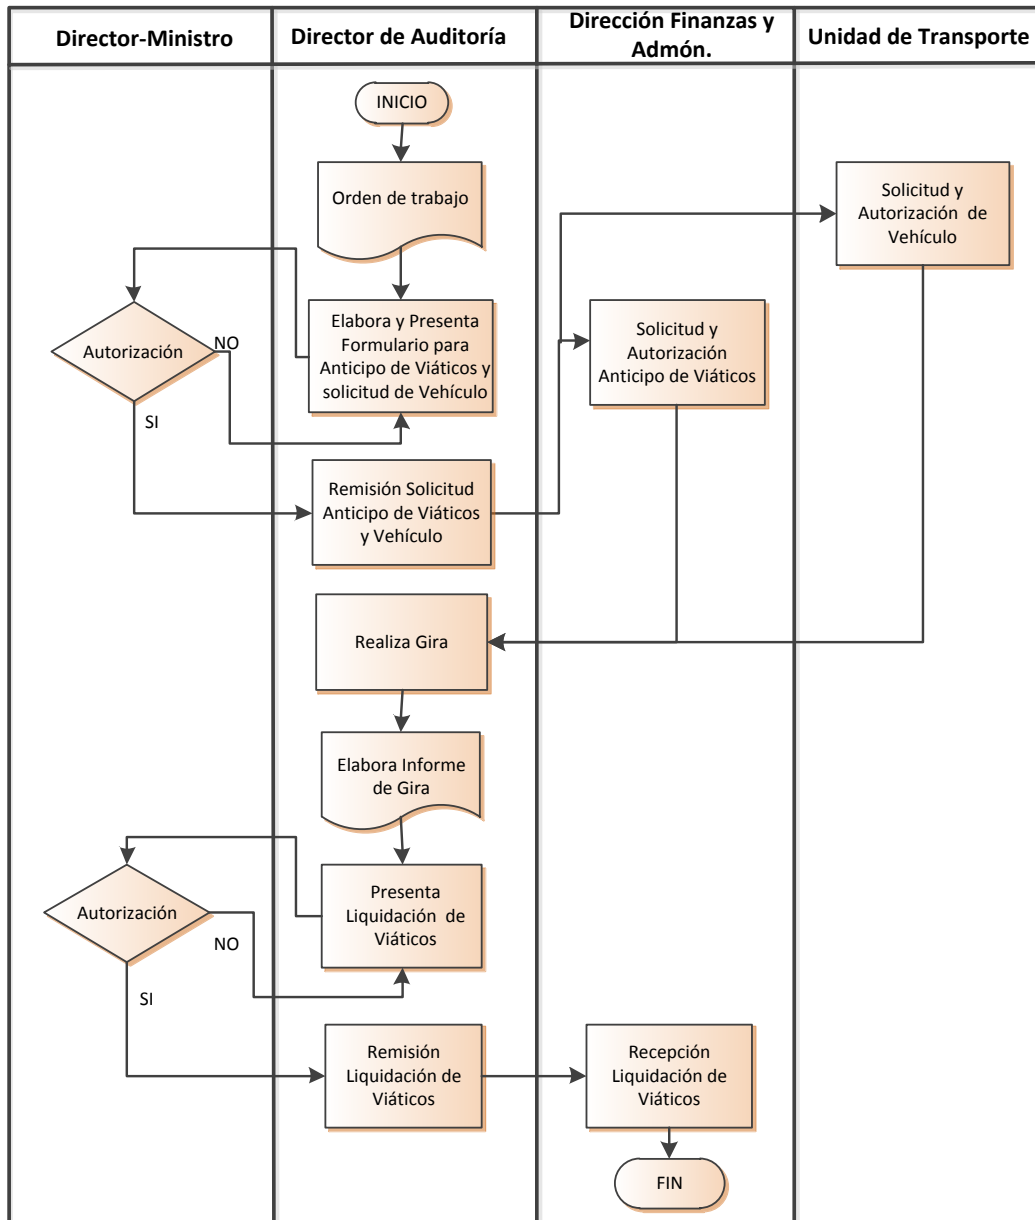 Director-Ministro
Director de Auditoría
Dirección Finanzas y
Admón.
Unidad de Transporte
INICIO
Orden de trabajo
Solicitud y
Autorización de
Vehículo
Autorización
NO
SI
Elabora y Presenta
Formulario para
Anticipo de Viáticos y
solicitud de Vehículo
Solicitud y
Autorización
Anticipo de Viáticos
Remisión Solicitud
Anticipo de Viáticos
y Vehículo
Realiza Gira
Elabora Informe
de Gira
Autorización
NO
SI
Presenta
Liquidación de
Viáticos
Remisión
Liquidación de
Viáticos
Recepción
Liquidación de
Viáticos
FIN